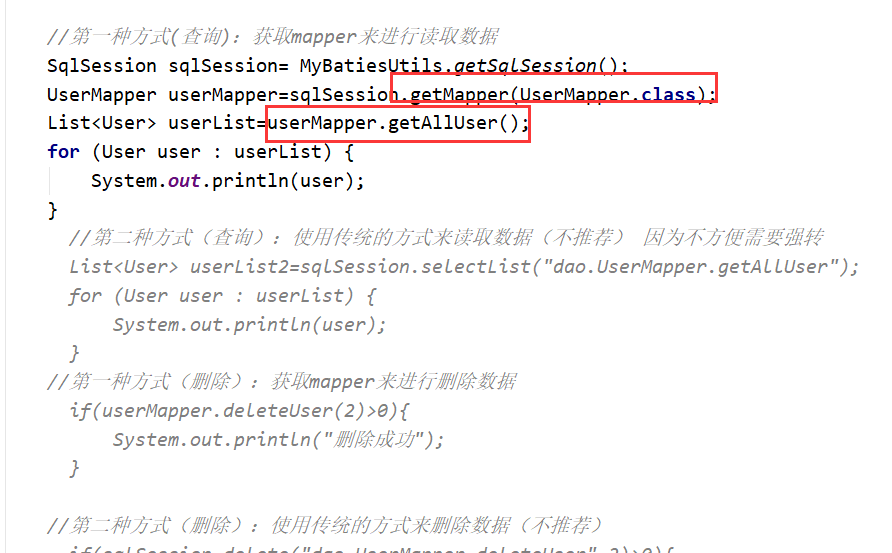 //第一种方式(查询)：获取mapper来进行读取数据
SqlSession sqlSession= MyBatiesUtils.getSqlSession();
UserMapper userMapper=sqlSession.getMapper(UserMapper.class);
List<User> userList=userMapper.getAllUser();
for (User user : userList) {
System.out.println(user);
}
//第二种方式（查询）：使用传统的方式来读取数据（不推荐） 因为不方便需要强转
List<User> userList2=sqlSession.selectList("dao.UserMapper.getAllUser");
for (User user : userList) {
System.out.println(user);
}
//第一种方式（删除）：获取mapper来进行删除数据
if(userMapper.deleteUser(2)>0){
System.out.println("删除成功");
}
//第二种方式（删除）：使用传统的方式来删除数据（不推荐）
if(sqlSession.delete("dao.UserMapper.deleteUser",2)>0){